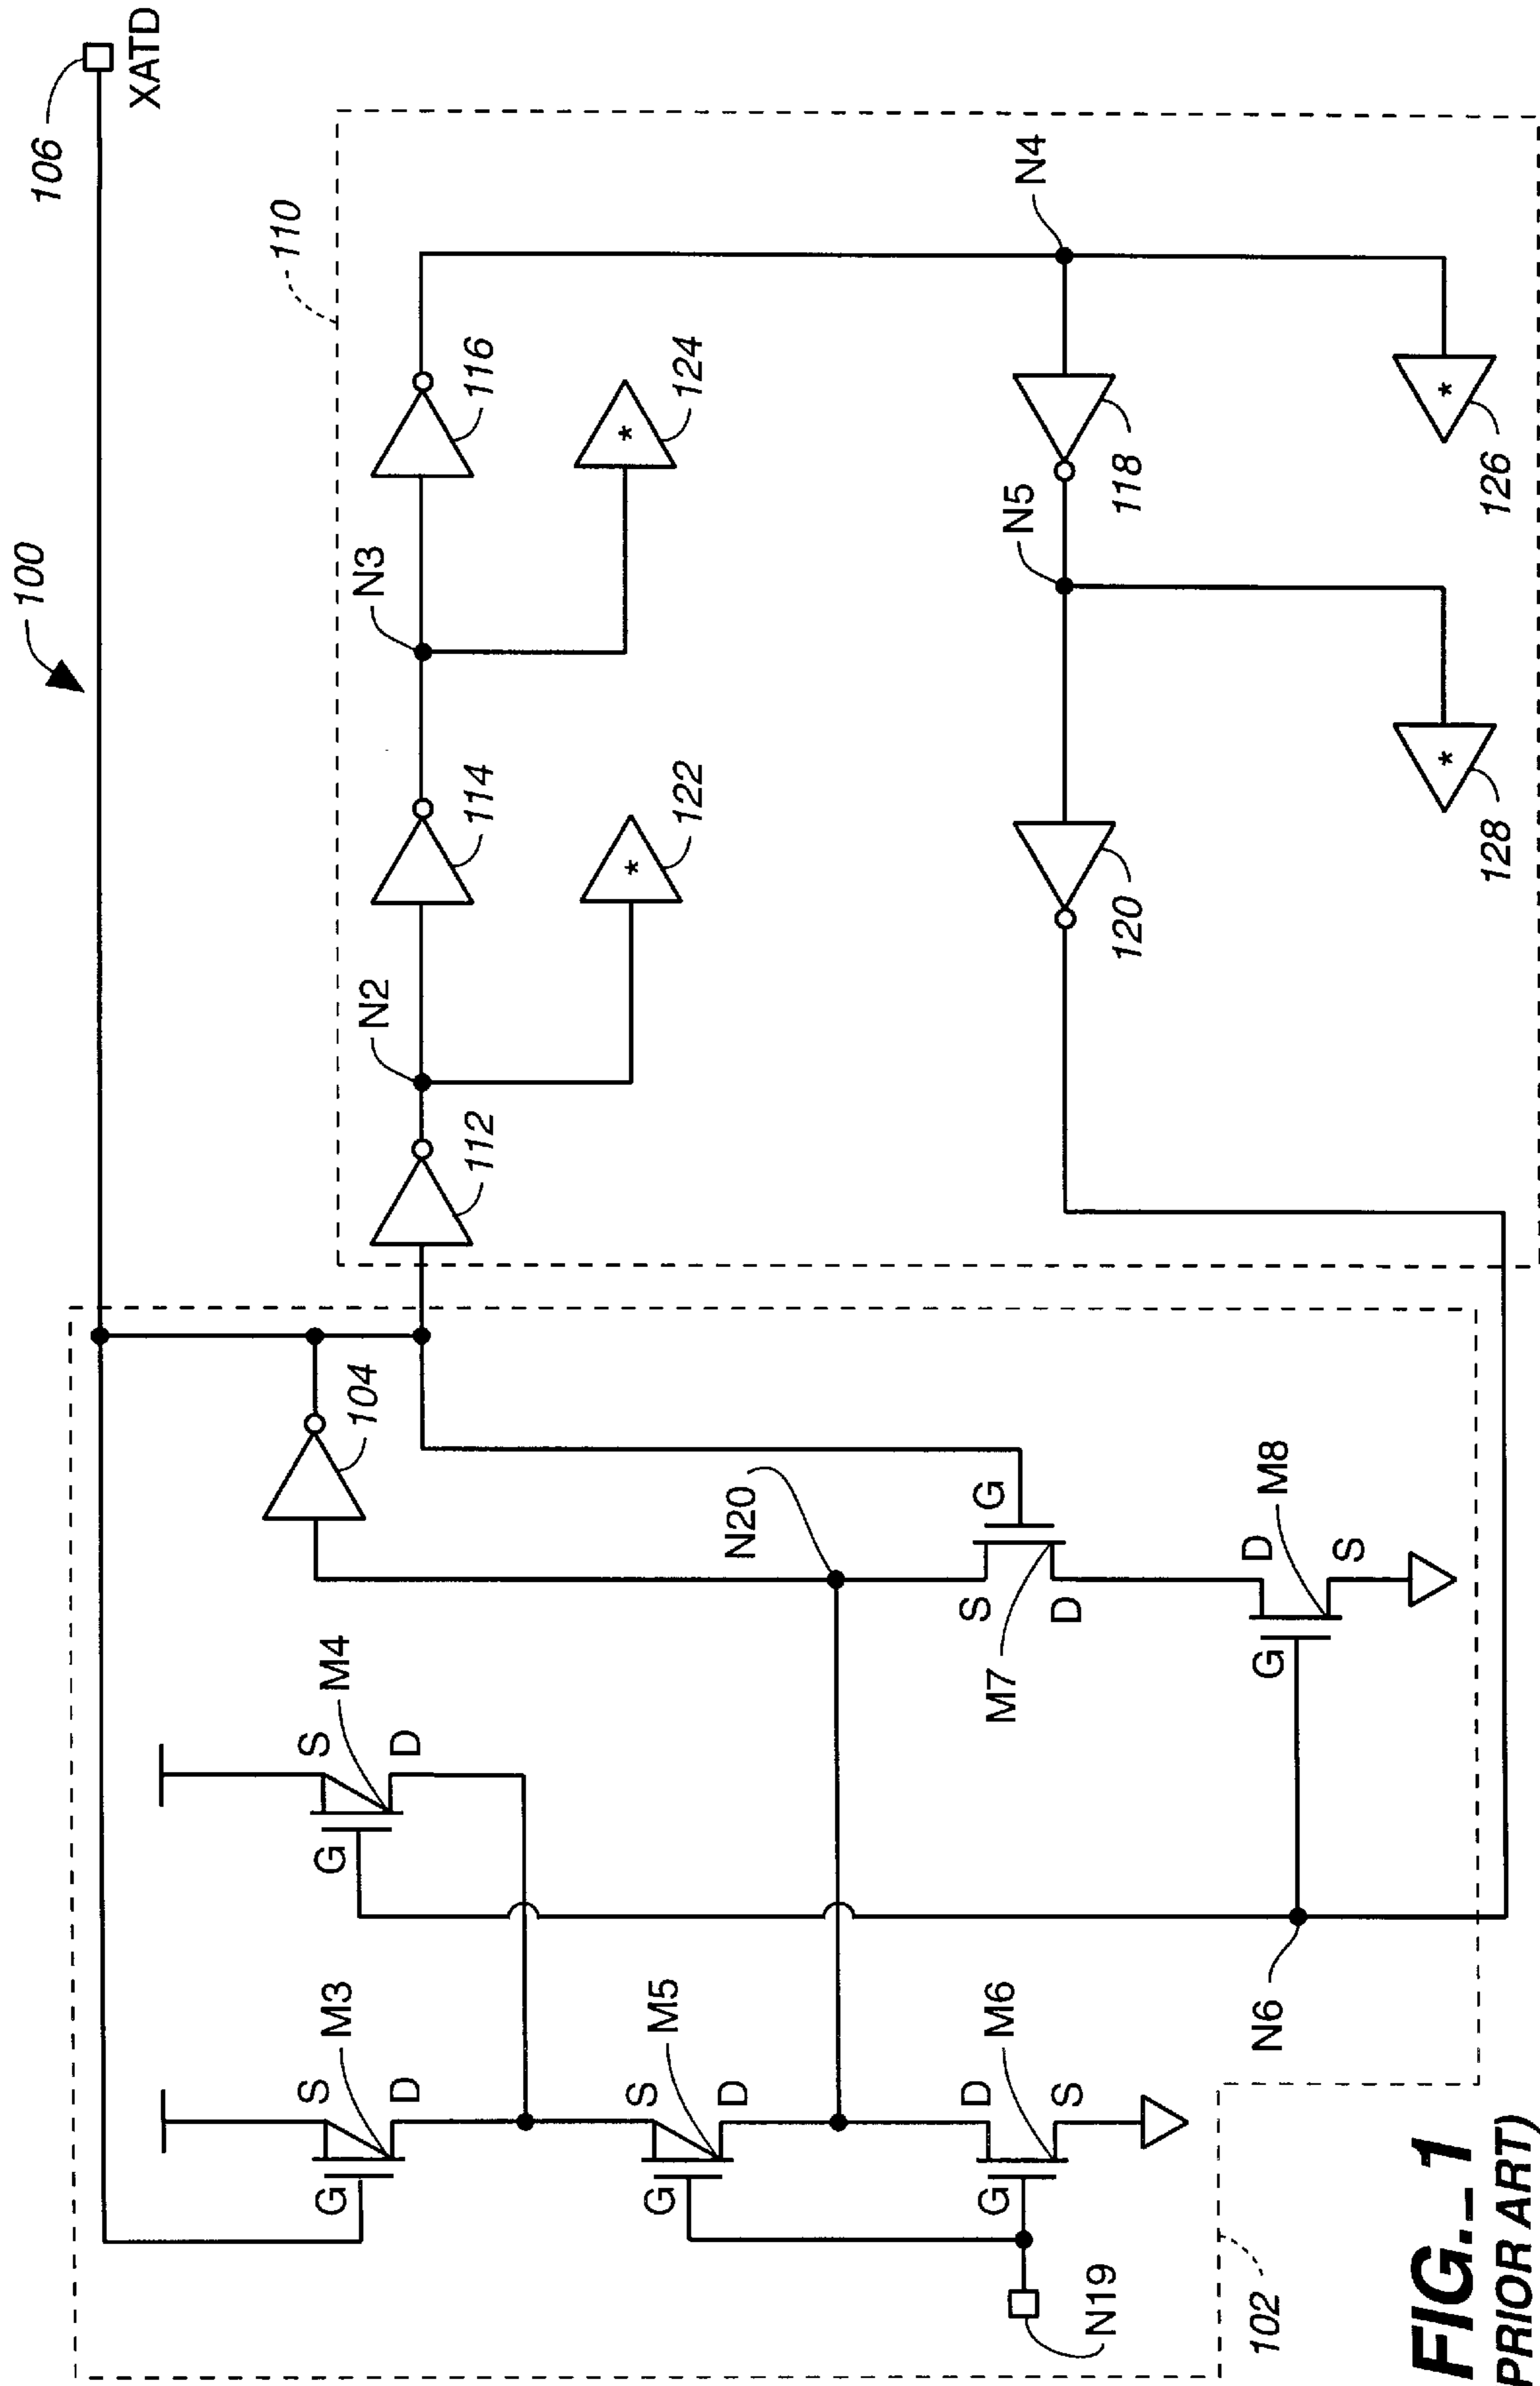 100
106
XATD
110
N2
N3
112
114
116
122
124
N4
N5
118
120
126
128
104
N20
M3
S
D
G
M4
S
D
G
M5
S
D
G
M6
D
S
G
M7
S
D
G
M8
D
S
G
N6
N19
102
FIG._1
PRIOR ART)
*
*
*
*